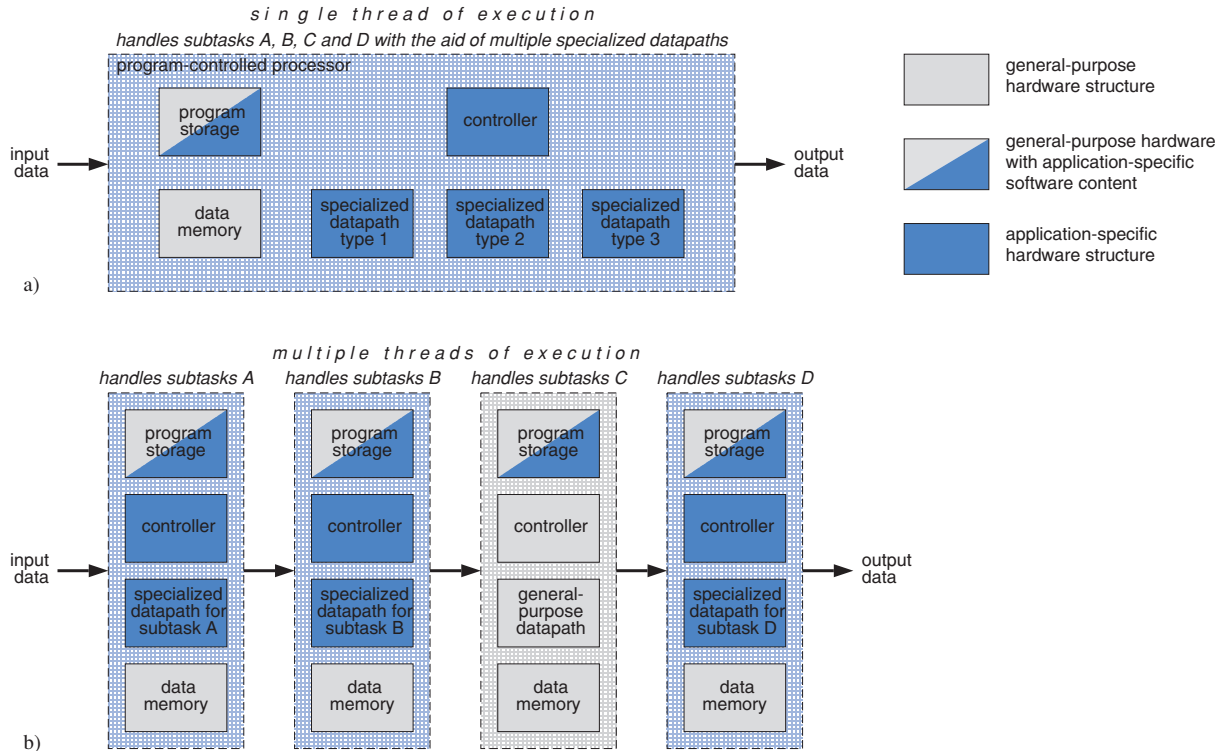 single thread of execution
handles subtasks A, B, C and D with the aid of multiple specialized datapaths
program-controlled processor
program
storage
controller
input
data
output
data
data
memory
specialized
datapath
type 1
specialized
datapath
type 2
specialized
datapath
type 3
a)
general-purpose
hardware structure
general-purpose hardware
with application-specific
software content
application-specific
hardware structure
multiple threads of execution
handles subtasks A
handles subtasks B
handles subtasks C
handles subtasks D
program
storage
program
storage
program
storage
program
storage
controller
controller
controller
controller
input
data
output
data
specialized
datapath for
subtask A
specialized
datapath for
subtask B
general-
purpose
datapath
specialized
datapath for
subtask D
data
memory
data
memory
data
memory
data
memory
b)